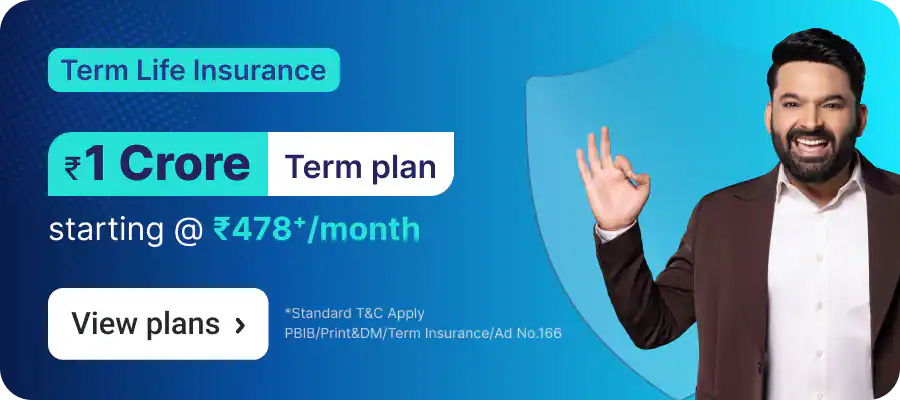 Term Life Insurance
₹1 Crore Term plan
starting @ ₹478⁺/month
View plans ›
*Standard T&C Apply
PBIB/Print&DM/Term Insurance/Ad No.166